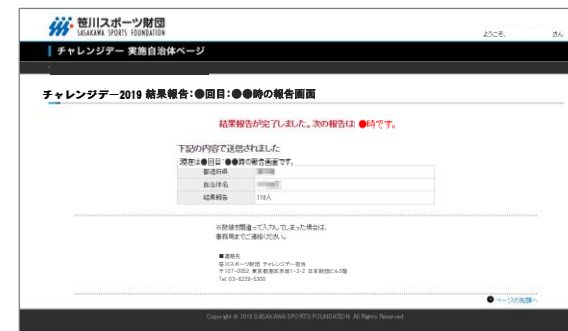 笹川スポーツ財団
SASAKAWA SPORTS FOUNDATION
ようこそ、 さん
チャレンジデー 実施自治体ページ
チャレンジデー2019 結果報告:●回目:●●時の報告画面
結果報告が完了しました。次の報告は ●時です。
下記の内容で送信されました
現在は●回目:●●時の報告画面です。
都道府県
自治体名
結果報告 118人
※数値を間違って入力してしまった場合は、
事務局までご連絡ください。
■連絡先
笹川スポーツ財団 チャレンジデー担当
〒107-0052 東京都港区赤坂1-2-2 日本財団ビル3階
Tel:03-6229-5300
ページの先頭へ
Copyright © 2018 SASAKAWA SPORTS FOUNDATION. All Rights Reserved.